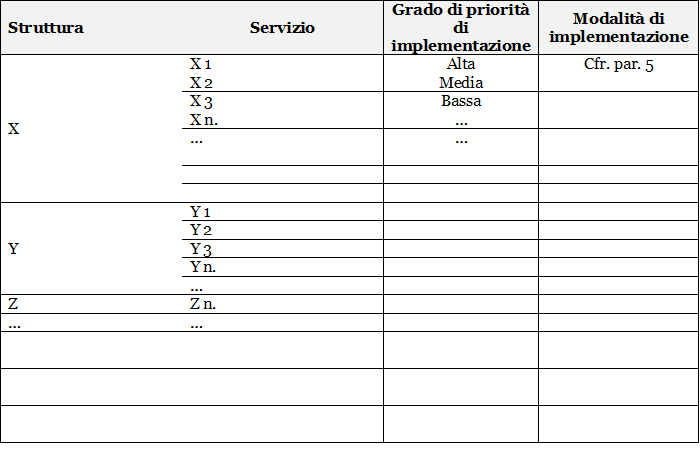 Struttura Servizio Grado di priorità di implementazione Modalità di implementazione
X 1 Alta Cfr. par. 5
X 2 Media
X 3 Bassa
X
X n. ...
... ...
Y 1
Y 2
Y Y 3
Y n.
...
Z Z n.
... ...